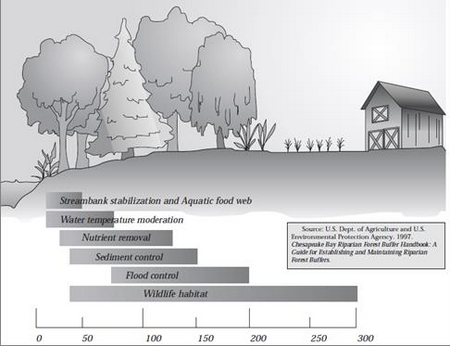 Streambank stabilization and Aquatic food web
Water temperature moderation
Nutrient removal
Sediment control
Flood control
Wildlife habitat
Source: U.S. Dept. of Agriculture and U.S.
Environmental Protection Agency, 1997.
Chesapeake Bay Riparian Forest Buffer Handbook: A
Guide for Establishing and Maintaining Riparian
Forest Buffers.
0 50 100 150 200 250 300